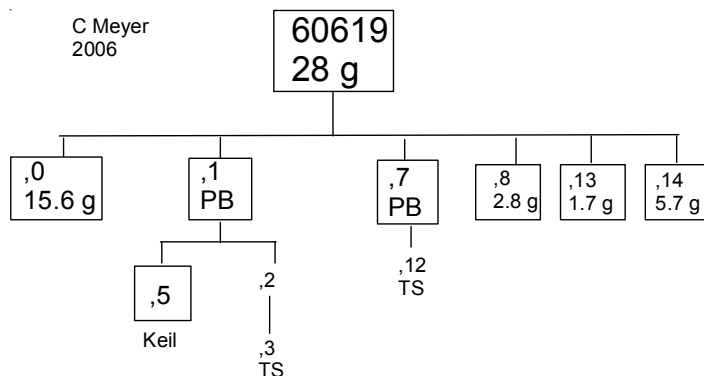 C Meyer
2006
60619
28 g
,0
15.6 g
,1
PB
,7
PB
,8
2.8 g
,13
1.7 g
,14
5.7 g
,5
Keil
,2
,3
TS
,12
TS